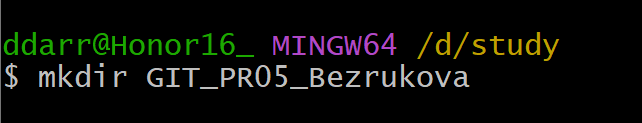 ddarr@Honor16_ MINGW64 /d/study
$ mkdir GIT_PR05_Bezrukova